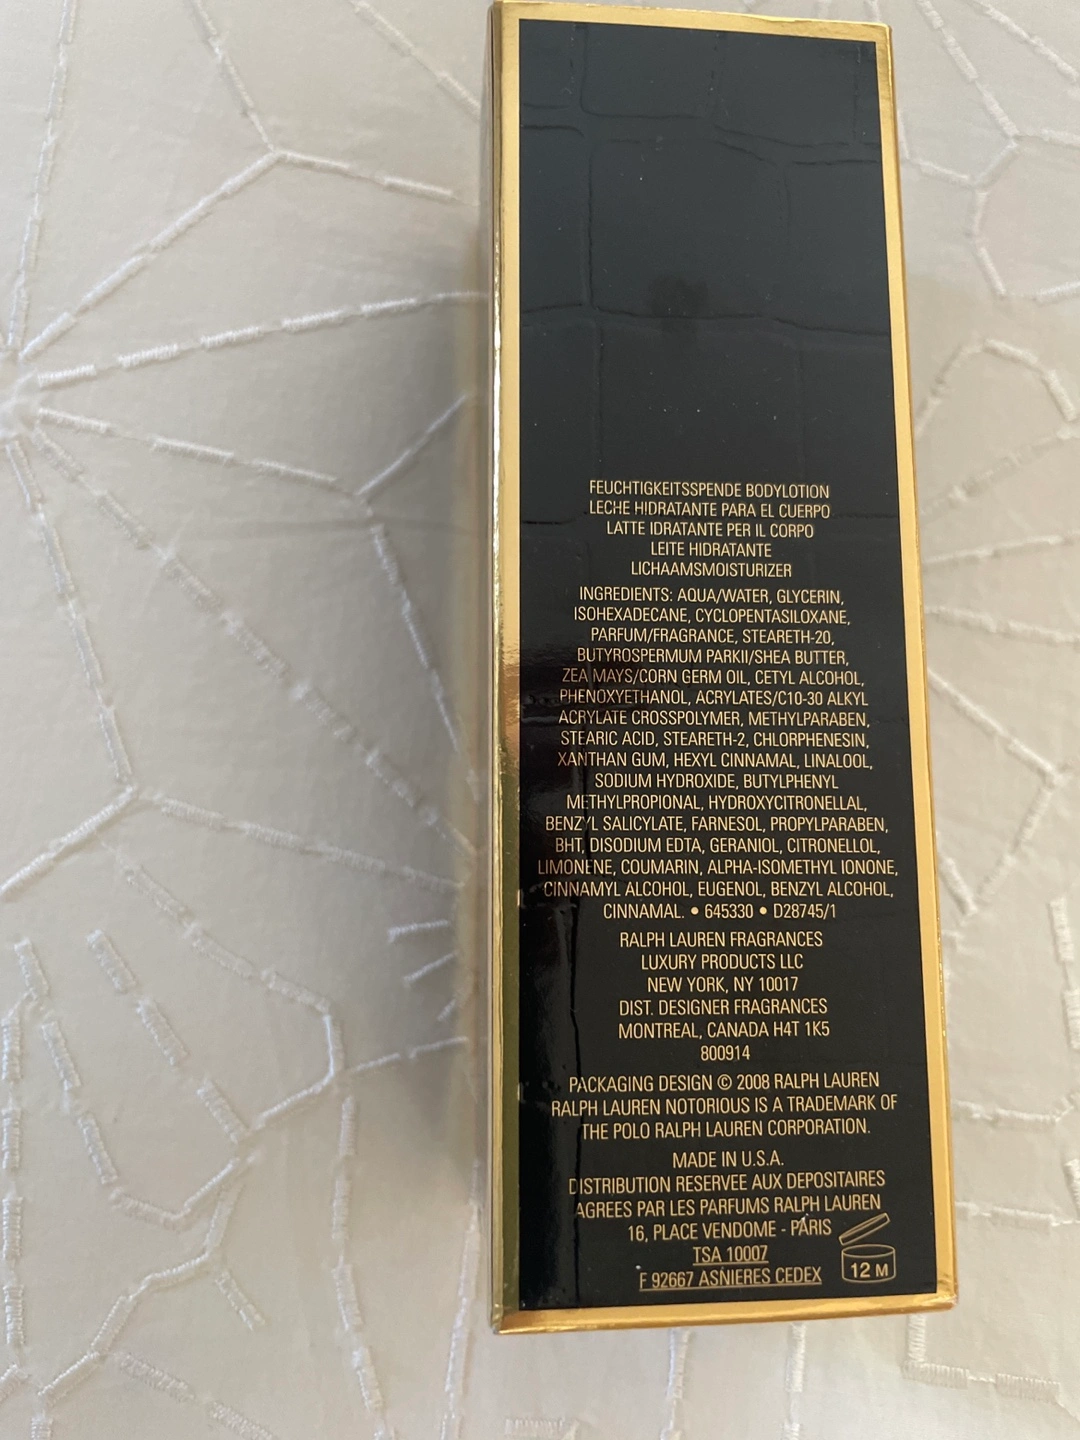 FEUCHTIGKEITSSPENDE BODYLOTION
LECHE HIDRATANTE PARA EL CUERPO
LATTE IDRATANTE PER IL CORPO
LEITE HIDRATANTE
LICHAAMSMOISTURIZER
INGREDIENTS: AQUA/WATER, GLYCERIN,
ISOHEXADECANE, CYCLOPENTASILOXANE,
PARFUM/FRAGRANCE, STEARETH-20,
BUTYROSPERMUM PARKII/SHEA BUTTER,
ZEA MAYS/CORN GERM OIL, CETYL ALCOHOL,
PHENOXYETHANOL, ACRYLATES/C10-30 ALKYL
ACRYLATE CROSSPOLYMER, METHYLPARABEN,
STEARIC ACID, STEARETH-2, CHLORPHENESIN,
XANTHAN GUM, HEXYL CINNAMAL, LINALOOL,
SODIUM HYDROXIDE, BUTYLPHENYL
METHYLPROPIONAL, HYDROXYCITRONELLAL,
BENZYL SALICYLATE, FARNESOL, PROPYLPARABEN,
BHT, DISODIUM EDTA, GERANIOL, CITRONELLOL,
LIMONENE, COUMARIN, ALPHA-ISOMETHYL IONONE,
CINNAMYL ALCOHOL, EUGENOL, BENZYL ALCOHOL,
CINNAMAL. • 645330 • D28745/1
RALPH LAUREN FRAGRANCES
LUXURY PRODUCTS LLC
NEW YORK, NY 10017
DIST. DESIGNER FRAGRANCES
MONTREAL, CANADA H4T 1K5
800914
PACKAGING DESIGN © 2008 RALPH LAUREN
RALPH LAUREN NOTORIOUS IS A TRADEMARK OF
THE POLO RALPH LAUREN CORPORATION.
MADE IN U.S.A.
DISTRIBUTION RESERVEE AUX DEPOSITAIRES
AGREES PAR LES PARFUMS RALPH LAUREN
16, PLACE VENDOME - PARIS
TSA 10007
F 92667 ASNIERES CEDEX
12 M